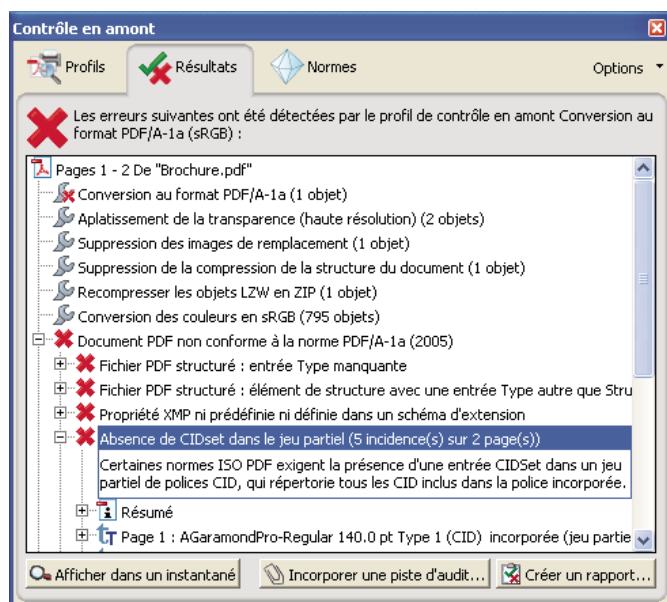 Contrôle en amont
Profils
Résultats
Normes
Options
Les erreurs suivantes ont été détectées par le profil de contrôle en amont Conversion au
format PDF/A-1a (sRGB) :
Pages 1 - 2 De "Brochure.pdf"
Conversion au format PDF/A-1a (1 objet)
Aplatissement de la transparence (haute résolution) (2 objets)
Suppression des images de remplacement (1 objet)
Suppression de la compression de la structure du document (1 objet)
Recompresser les objets LZW en ZIP (1 objet)
Conversion des couleurs en sRGB (795 objets)
Document PDF non conforme à la norme PDF/A-1a (2005)
Fichier PDF structuré : entrée Type manquante
Fichier PDF structuré : élément de structure avec une entrée Type autre que Stru
Propriété XMP ni prédéfinie ni définie dans un schéma d'extension
Absence de CIDset dans le jeu partiel (5 incidence(s) sur 2 page(s))
Certaines normes ISO PDF exigent la présence d'une entrée CIDSet dans un jeu
partiel de polices CID, qui répertorie tous les CID inclus dans la police incorporée.
Résumé
Page 1 : AGaramondPro-Regular 140.0 pt Type 1 (CID) incorporée (jeu partie
Afficher dans un instantané
Incorporer une piste d'audit...
Créer un rapport...